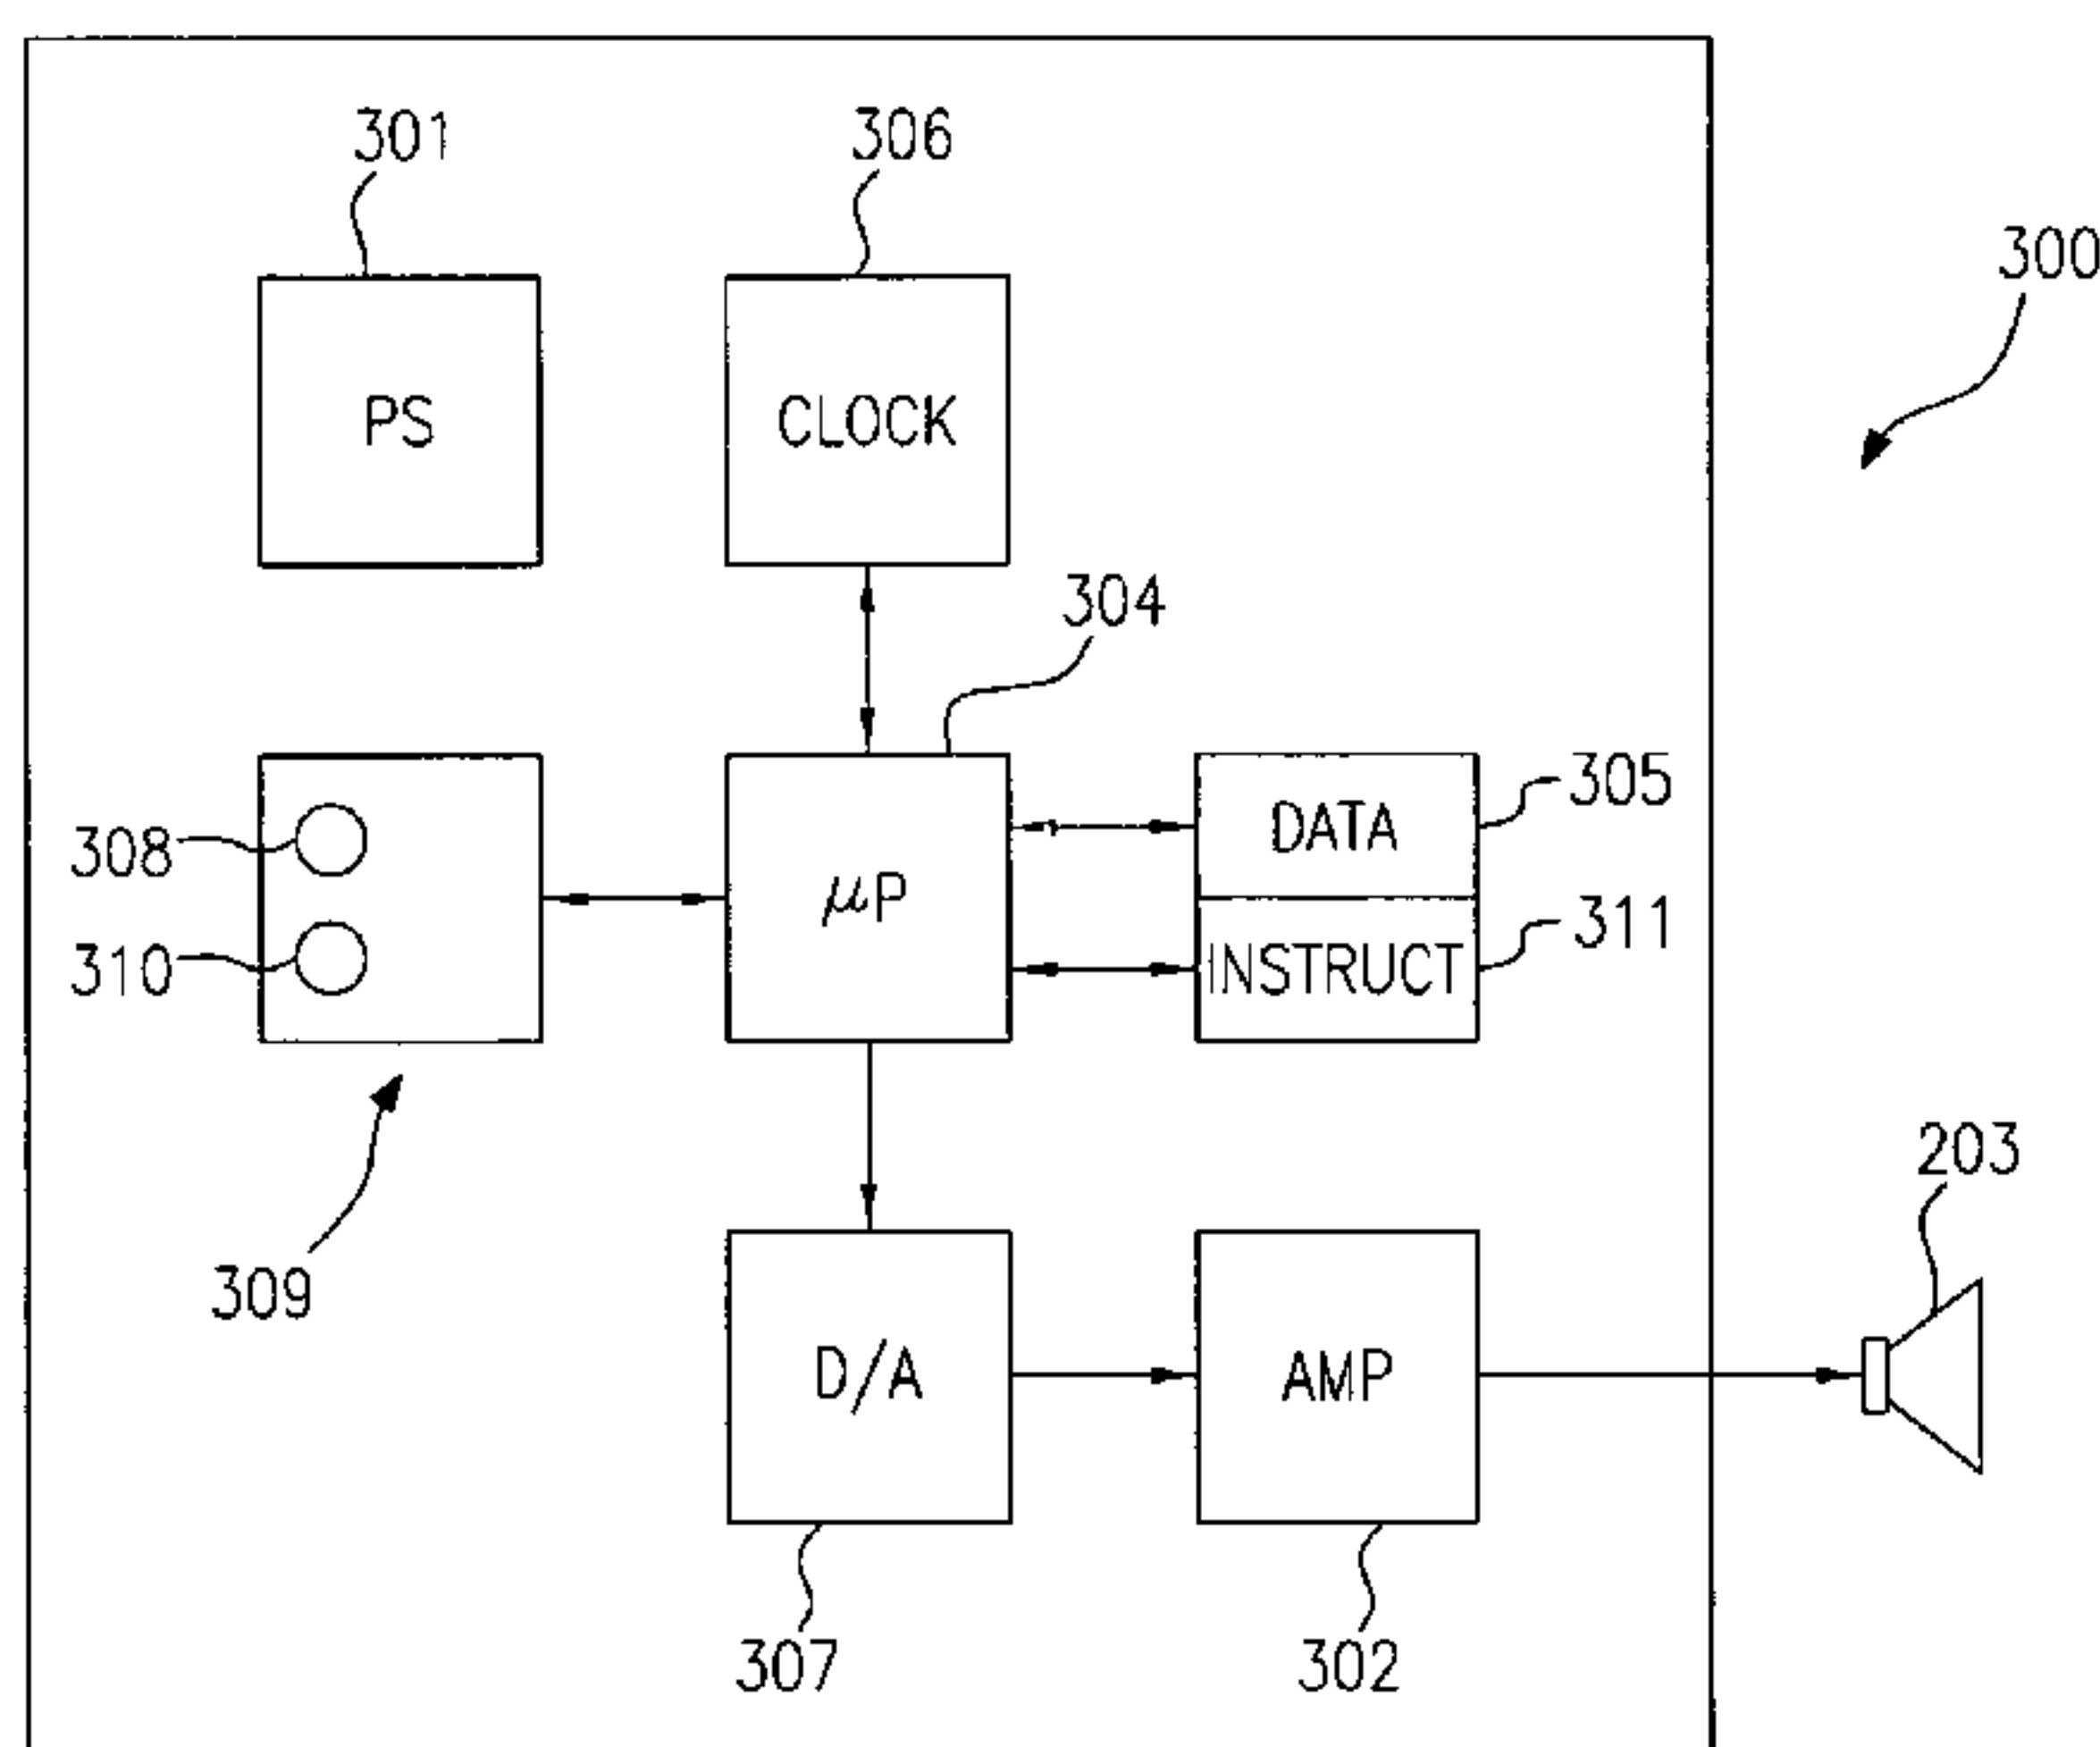 301
306
300
PS
CLOCK
304
305
DATA
308
μP
311
310
INSTRUCT
203
309
D/A
AMP
307
302